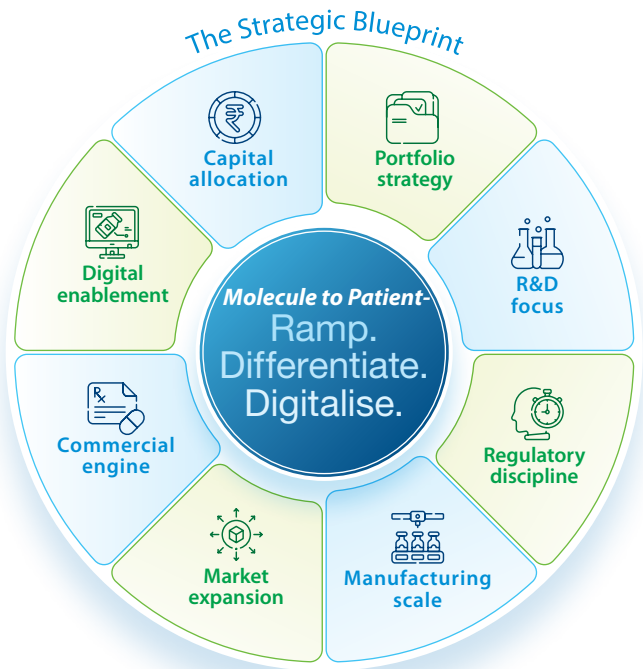 The Strategic Blueprint
Capital
allocation
Portfolio
strategy
R&D
focus
Regulatory
discipline
Manufacturing
scale
Market
expansion
Commercial
engine
Rx
Digital
enablement
Molecule to Patient-
Ramp.
Differentiate.
Digitalise.